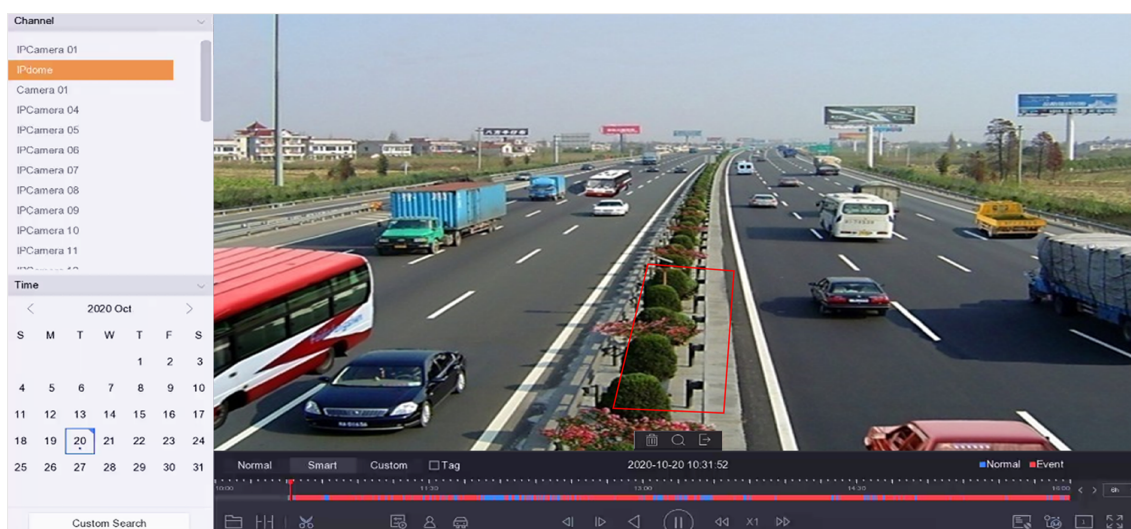 Channel
IPCamera 01
IPdome
Camera 01
IPCamera 04
IPCamera 05
IPCamera 06
IPCamera 07
IPCamera 08
IPCamera 09
IPCamera 10
IPCamera 11
Time
2020 Oct
S M T W T F S
1 2 3
4 5 6 7 8 9 10
11 12 13 14 15 16 17
18 19 20 21 22 23 24
25 26 27 28 29 30 31
Custom Search
Normal Smart Custom Tag 2020-10-20 10:31:52 Normal Event
10:00 11:30 13:00 14:30 16:00 6h
X1